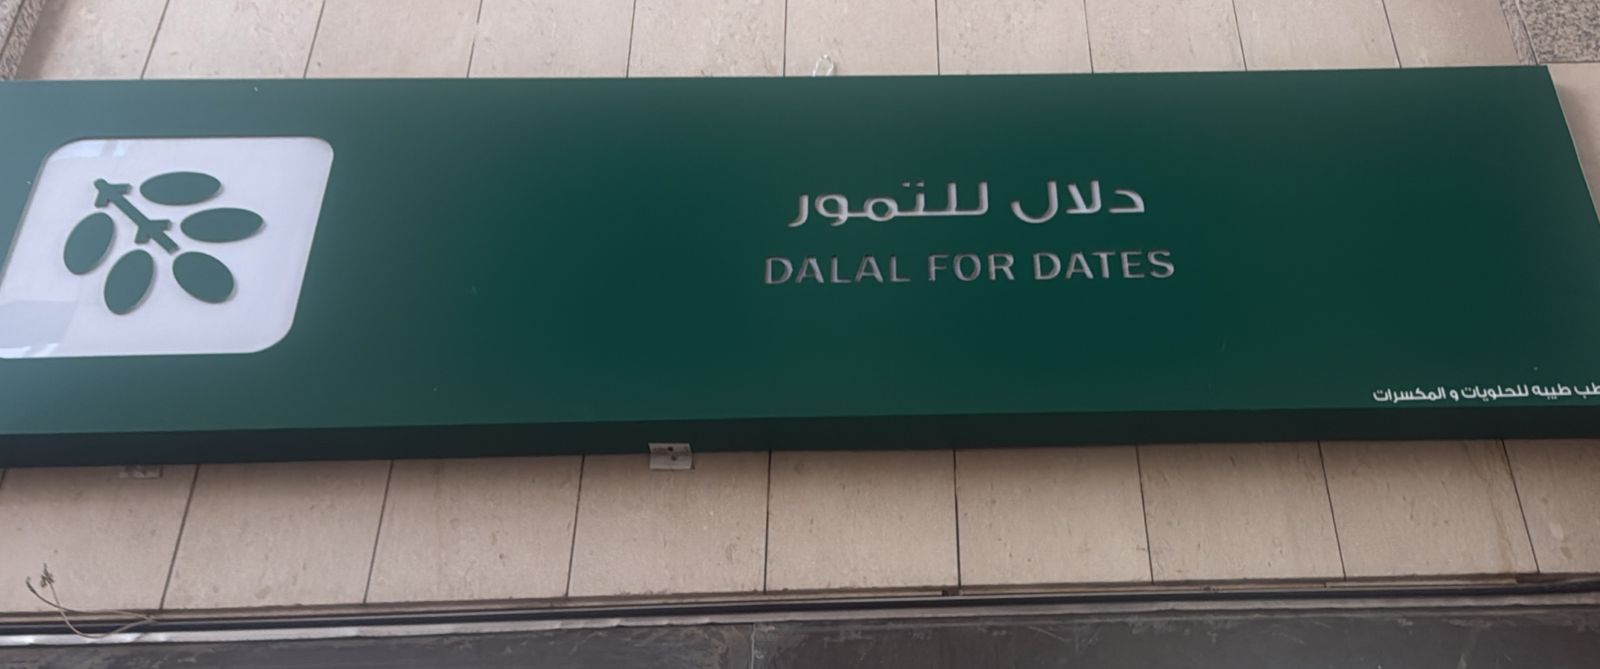 دلال للتمور
DALAL FOR DATES
طيبه للحلويات و المكسرات